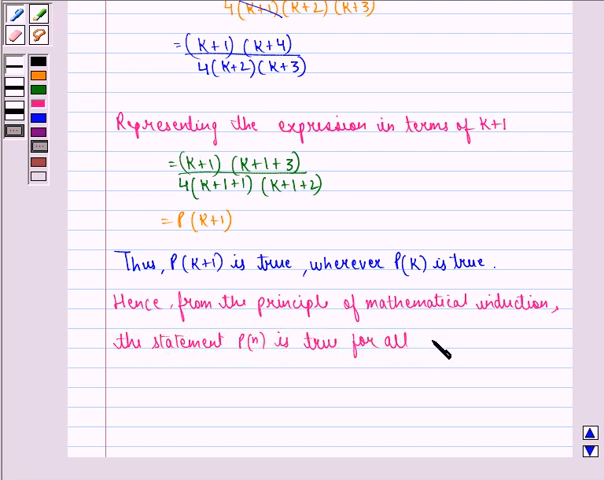 4(K+1)(K+2)(K+3)
=(K+1)(K+4)
4(K+2)(K+3)
Representing the expression in terms of K+1
=(K+1)(K+1+3)
4(K+1+1)(K+1+2)
=P(K+1)
Thus, P(K+1) is true, wherever P(K) is true.
Hence, from the principle of mathematical induction,
the statement P(n) is true for all